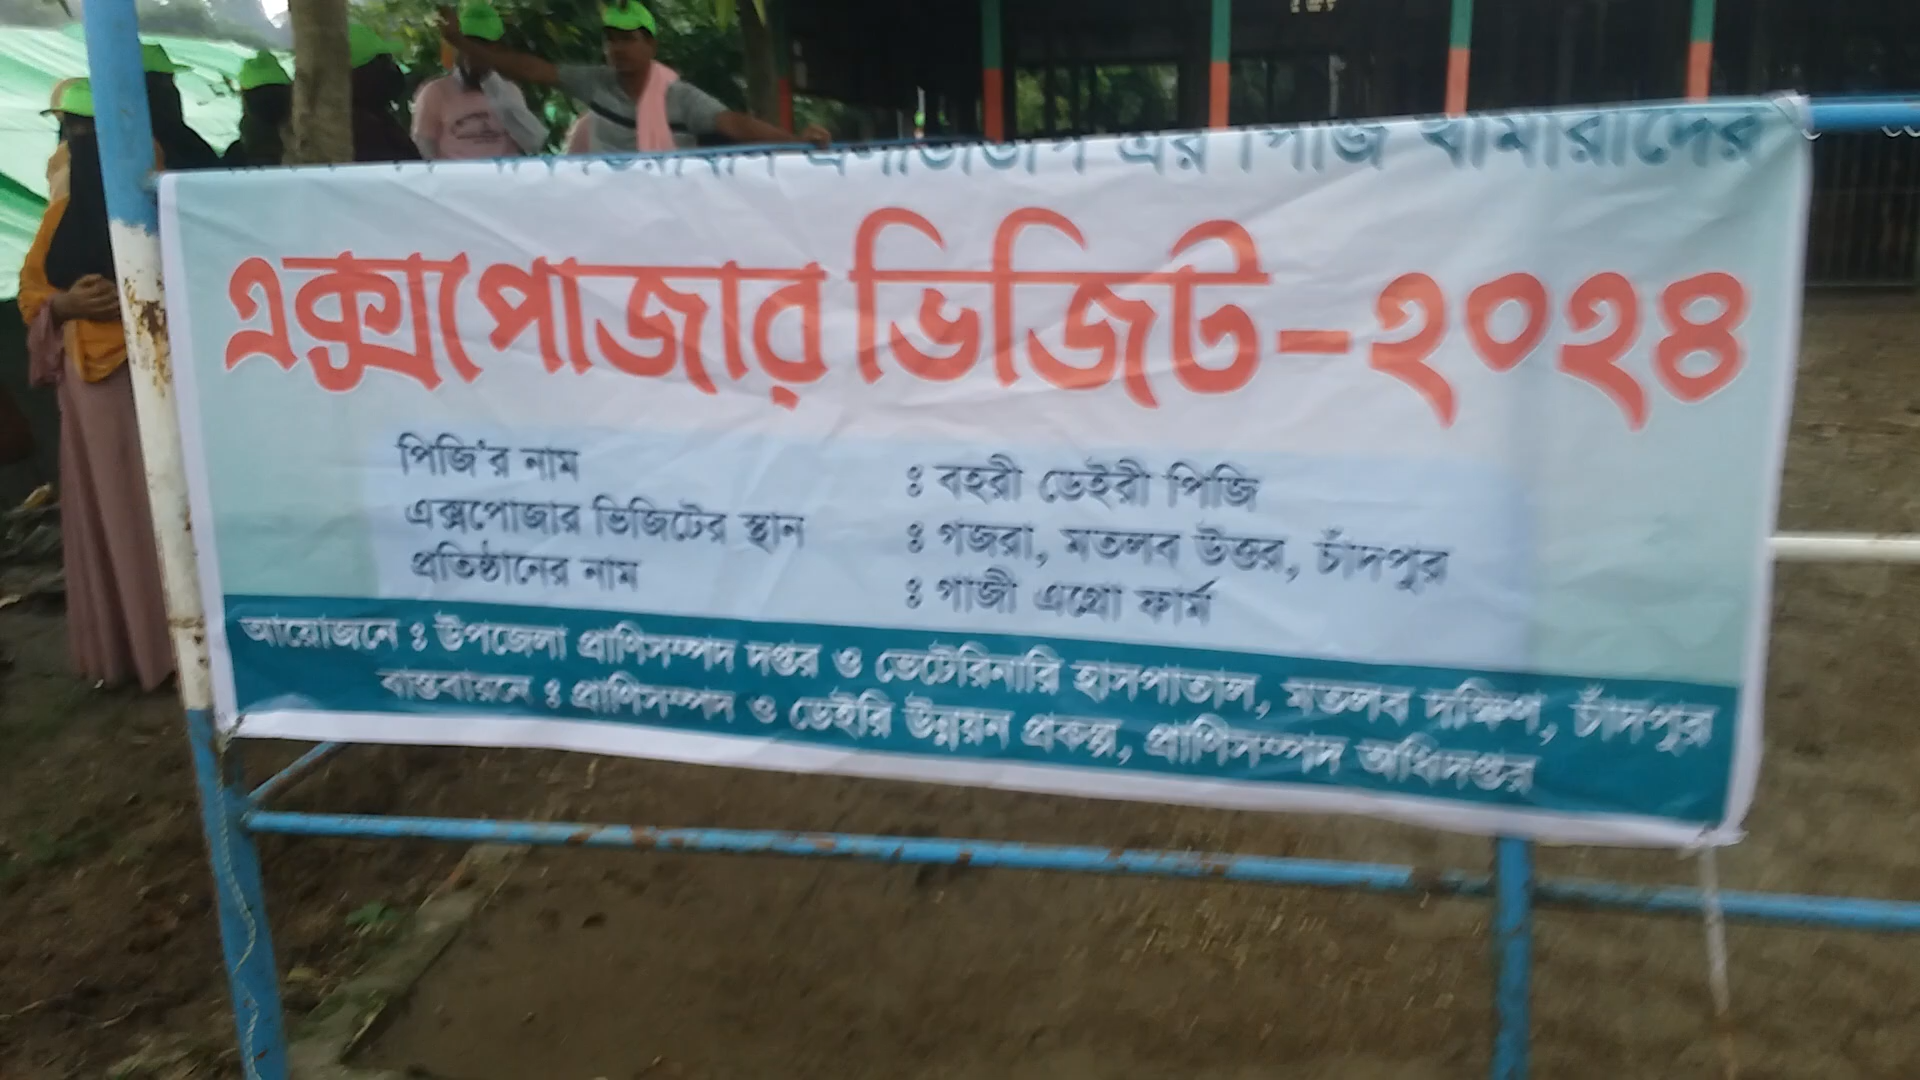 এর পিজি খামারীদের
এক্সপোজার ভিজিট-২০২৪
পিজি'র নাম : বহরী ডেইরী পিজি
এক্সপোজার ভিজিটের স্থান : গজরা, মতলব উত্তর, চাঁদপুর
প্রতিষ্ঠানের নাম : গাজী এগ্রো ফার্ম
আয়োজনে : উপজেলা প্রাণিসম্পদ দপ্তর ও ভেটেরিনারি হাসপাতাল, মতলব দক্ষিণ, চাঁদপুর
বাস্তবায়নে : প্রাণিসম্পদ ও ডেইরি উন্নয়ন প্রকল্প, প্রাণিসম্পদ অধিদপ্তর